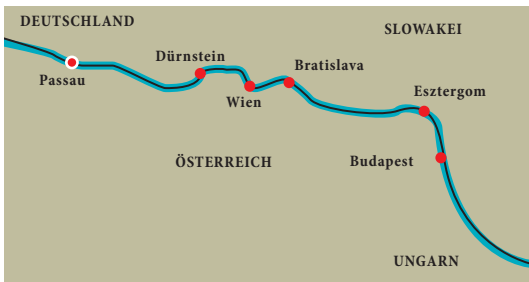 DEUTSCHLAND
SLOWAKEI
Dürnstein
Bratislava
Passau
Wien
Esztergom
ÖSTERREICH
Budapest
UNGARN